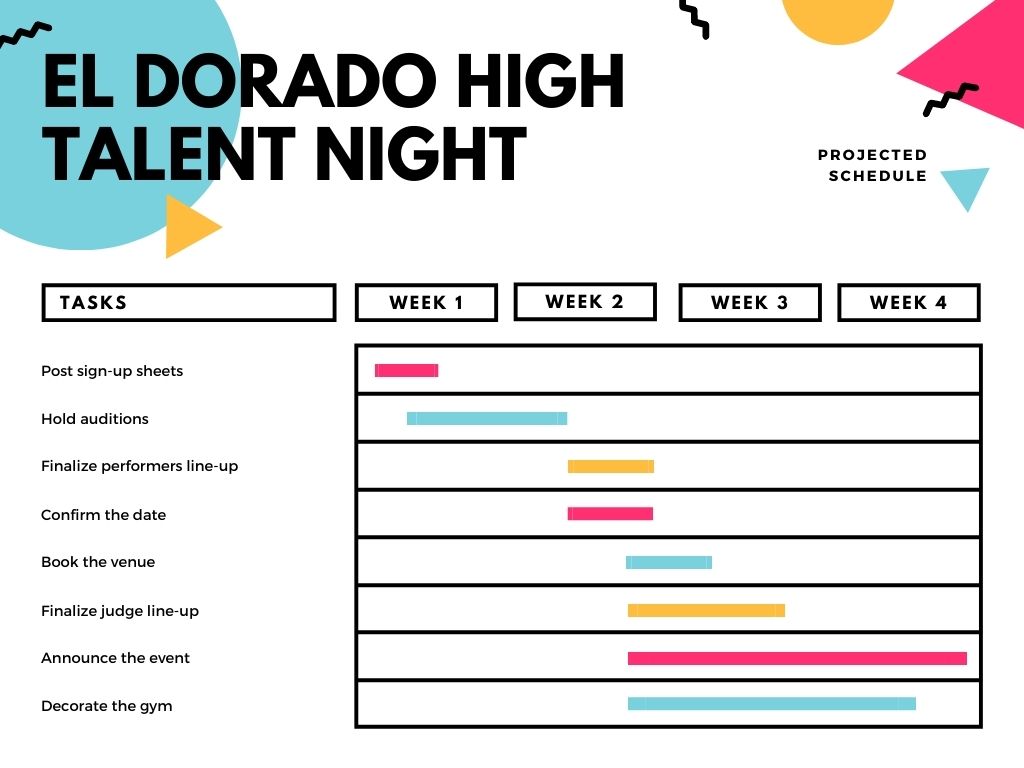 EL DORADO HIGH
TALENT NIGHT
PROJECTED
SCHEDULE
TASKS WEEK 1 WEEK 2 WEEK 3 WEEK 4
Post sign-up sheets
Hold auditions
Finalize performers line-up
Confirm the date
Book the venue
Finalize judge line-up
Announce the event
Decorate the gym